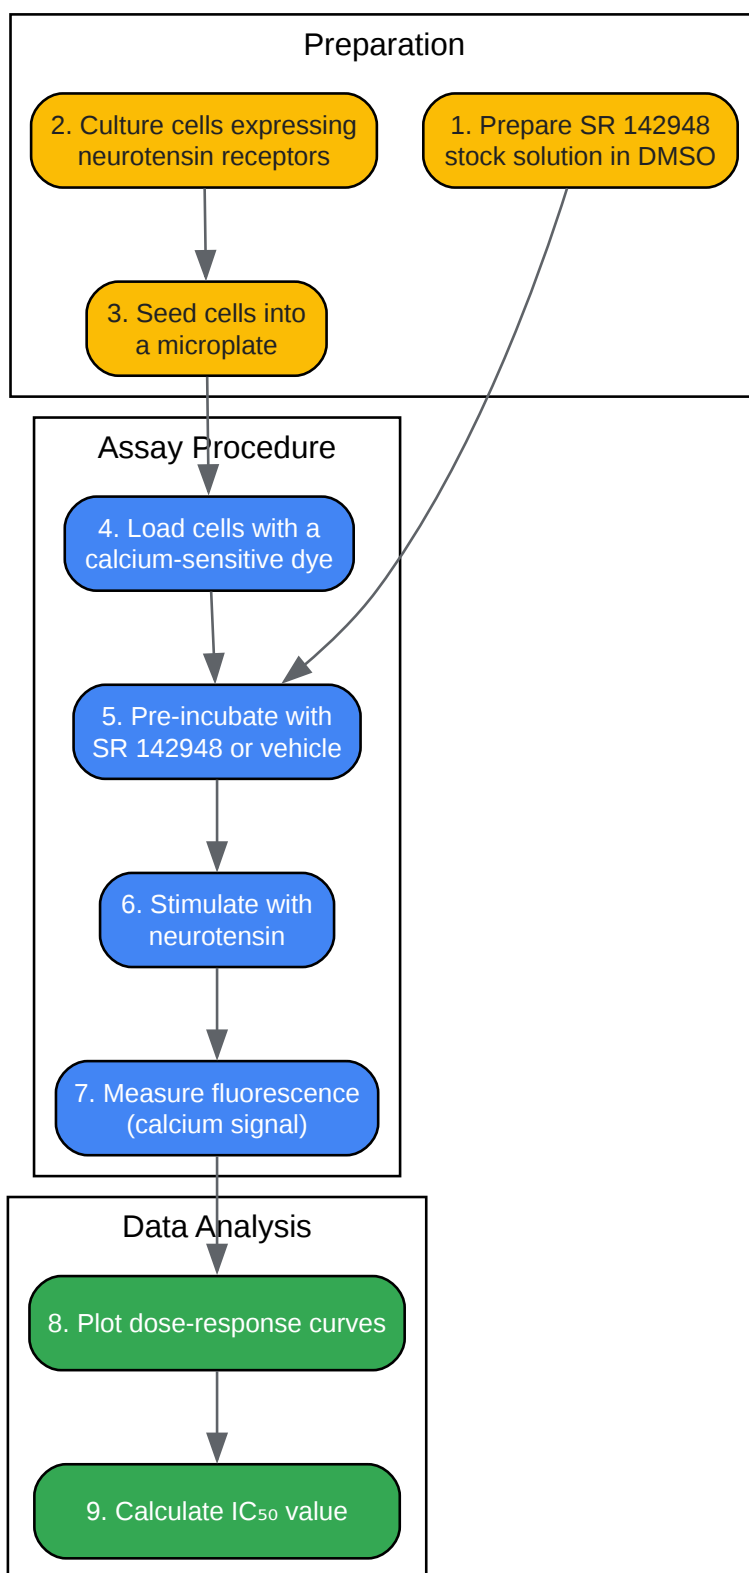 Preparation
2. Culture cells expressing
neurotensin receptors
1. Prepare SR 142948
stock solution in DMSO
3. Seed cells into
a microplate
Assay Procedure
4. Load cells with a
calcium-sensitive dye
5. Pre-incubate with
SR 142948 or vehicle
6. Stimulate with
neurotensin
7. Measure fluorescence
(calcium signal)
Data Analysis
8. Plot dose-response curves
9. Calculate IC₅₀ value